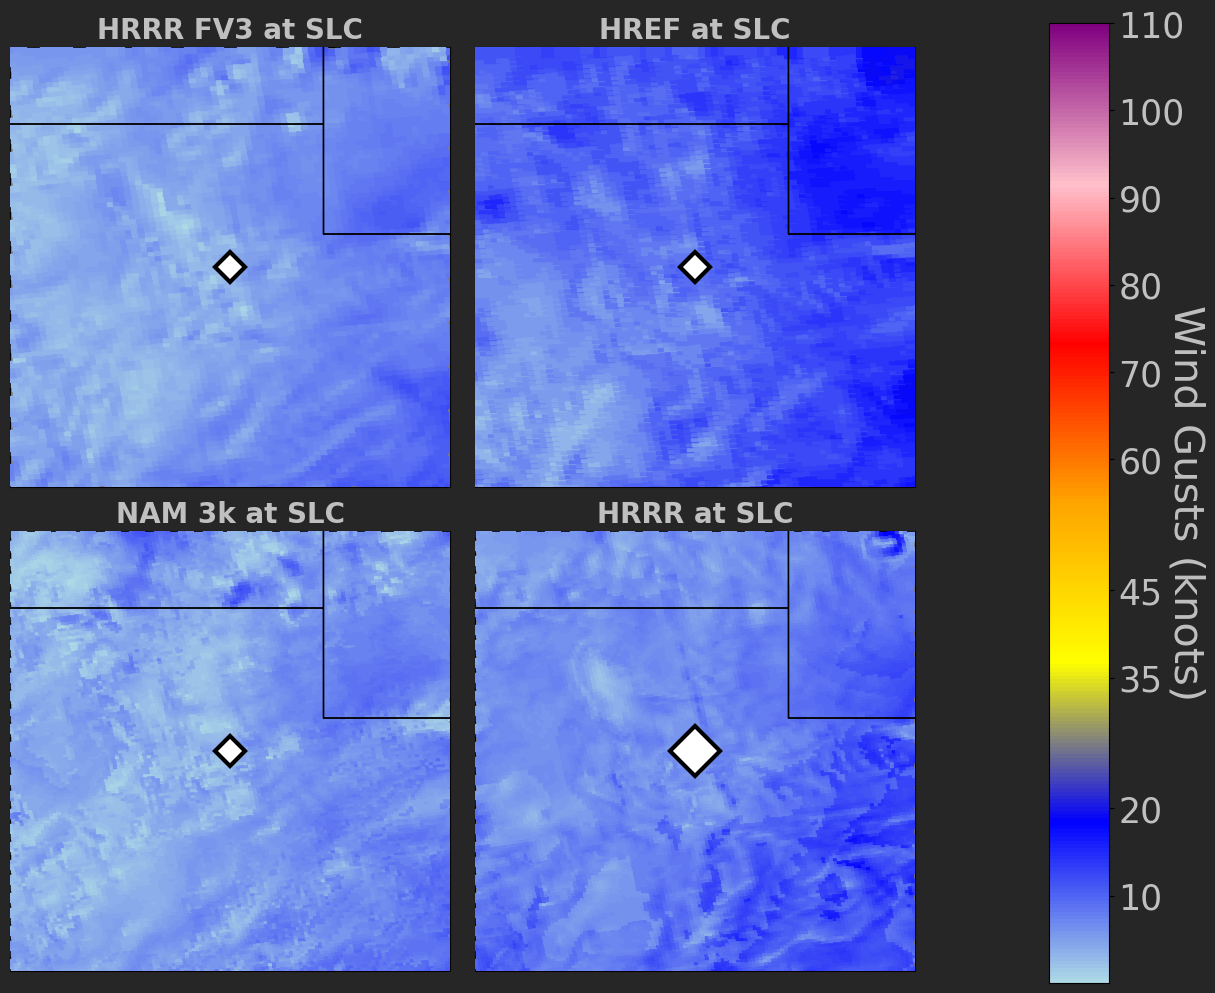 HRRR FV3 at SLC
HREF at SLC
NAM 3k at SLC
HRRR at SLC
110
100
90
80
70
60
45
35
20
10
Wind Gusts (knots)